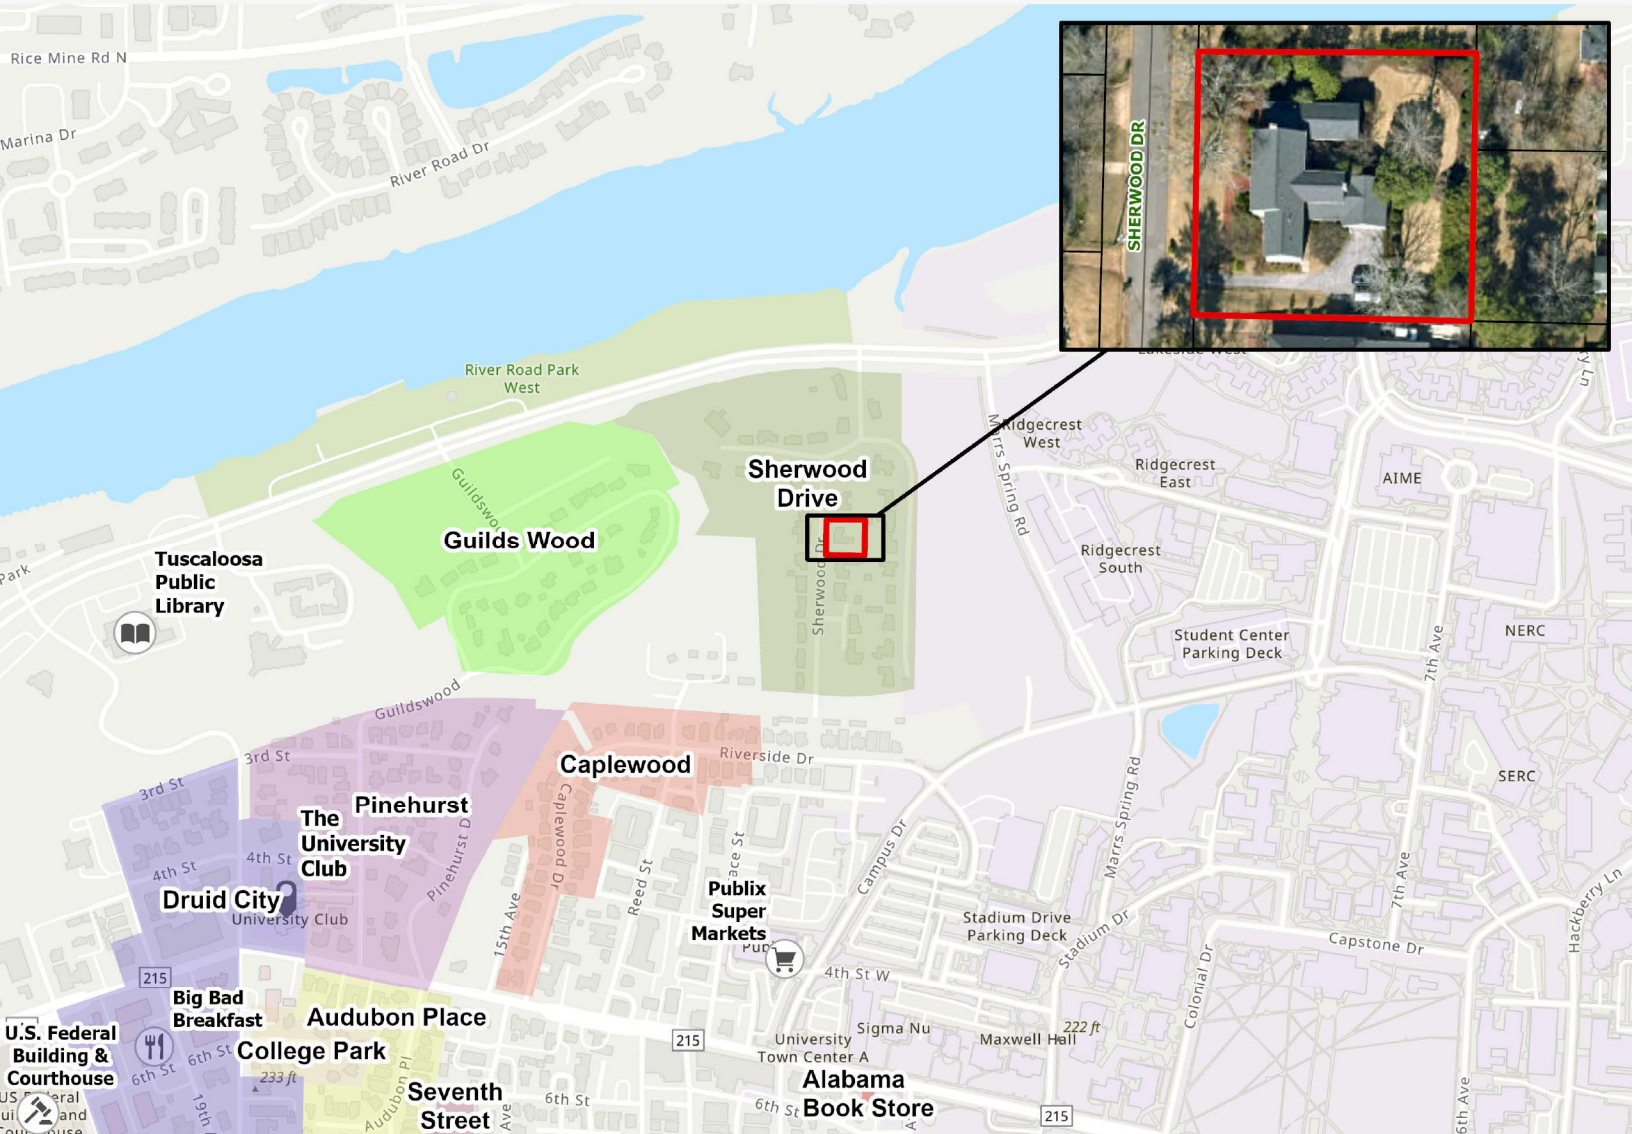 Rice Mine Rd N
Marina Dr
River Road Dr
SHERWOOD DR
River Road Park
West
Ridgecrest
West
Marrs Spring Rd
Ridgecrest
East
AIME
Sherwood
Drive
Guilds Wood
Tuscaloosa
Public
Library
Park
Ridgecrest
South
Sherwood Dr
Student Center
Parking Deck
NERC
7th Ave
Guildswood
3rd St
Riverside Dr
Caplewood
SERC
3rd St
Pinehurst
The
University
Club
4th St
4th St
Druid City
University Club
Pinehurst D
Caplewood Dr
15th Ave
Reed St
Campus Dr
Marrs Spring Rd
7th Ave
Hackberry Ln
Publix
Super
Markets
Stadium Drive
Parking Deck
Stadium Dr
Capstone Dr
4th St W
Colonial Dr
215
Big Bad
Breakfast
Audubon Place
U.S. Federal
Building &
Courthouse
6th St
6th St
College Park
233 ft
215
University
Town Center A
Sigma Nu
Maxwell Hall
222 ft
Audubon Pl
Seventh
Street
Alabama
Book Store
6th St
6th St
215
19th
6th Ave